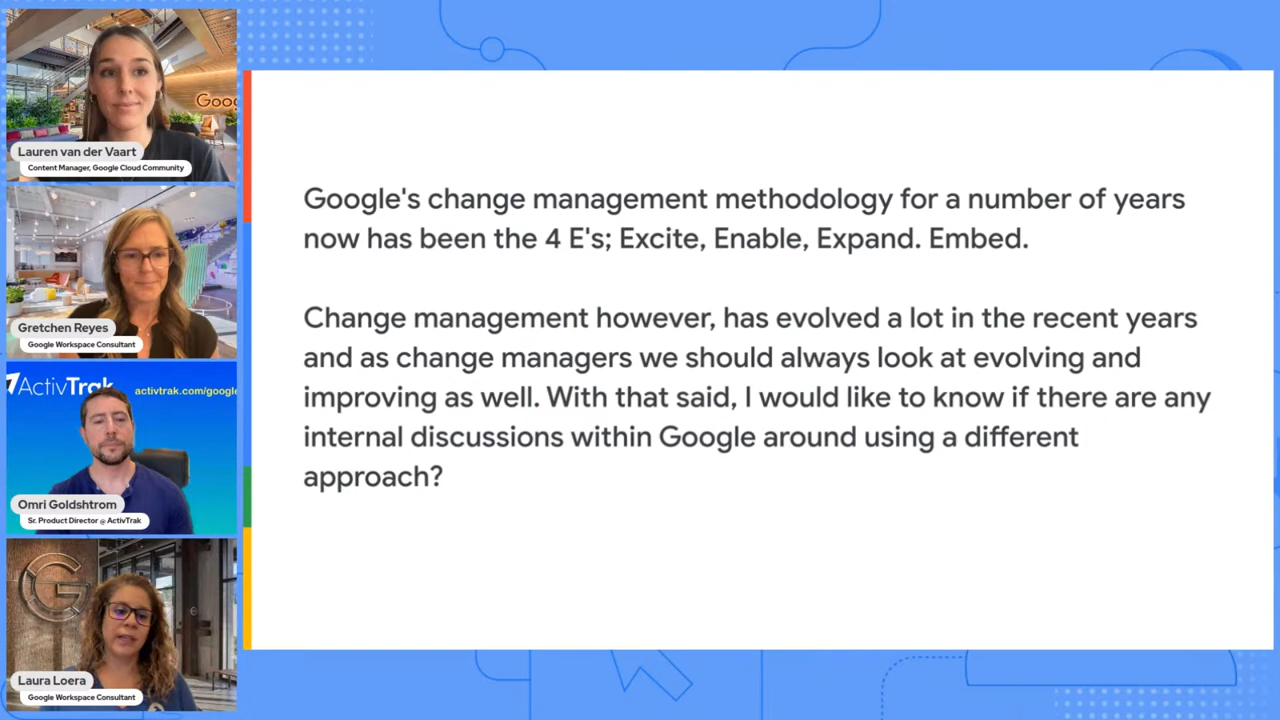 Goog
Lauren van der Vaart
Content Manager, Google Cloud Community
Gretchen Reyes
Google Workspace Consultant
ActivTrak
activtrak.com/google
Omri Goldshtrom
Sr. Product Director @ ActivTrak
G
Laura Loera
Google Workspace Consultant
Google's change management methodology for a number of years
now has been the 4 E's; Excite, Enable, Expand. Embed.
Change management however, has evolved a lot in the recent years
and as change managers we should always look at evolving and
improving as well. With that said, I would like to know if there are any
internal discussions within Google around using a different
approach?